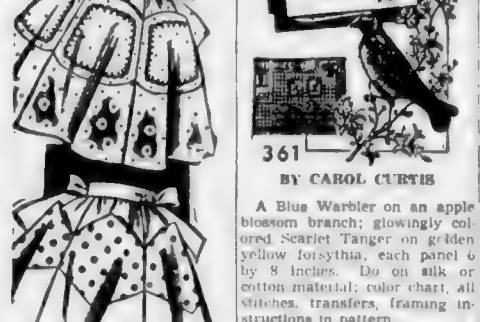 361
BY CAROL CURTIS
A Blue Warbler on an apple
blossom branch; glowingly col-
ored Scarlet Tanger on golden
yellow forsythia, each panel 6
by 8 inches. Do on silk or
cotton material; color chart, all
stitches, transfers, framing in-
structions in pattern.